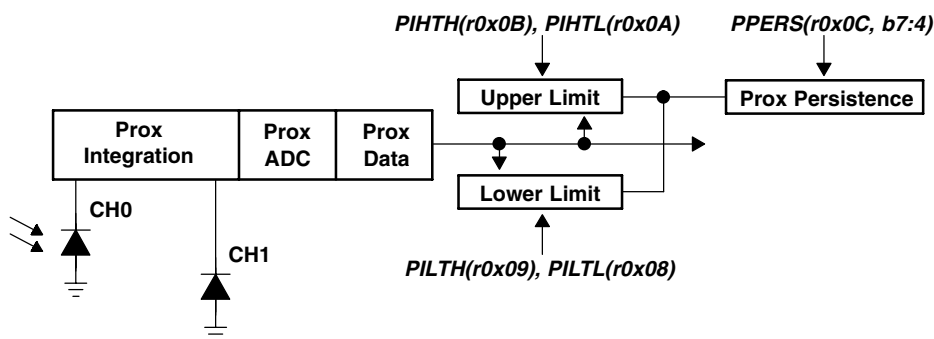 PIHTH(r0x0B), PIHTL(r0x0A)
PPERS(r0x0C, b7:4)
Upper Limit
Prox Persistence
Prox
Integration
Prox
ADC
Prox
Data
Lower Limit
CH0
CH1
PILTH(r0x09), PILTL(r0x08)